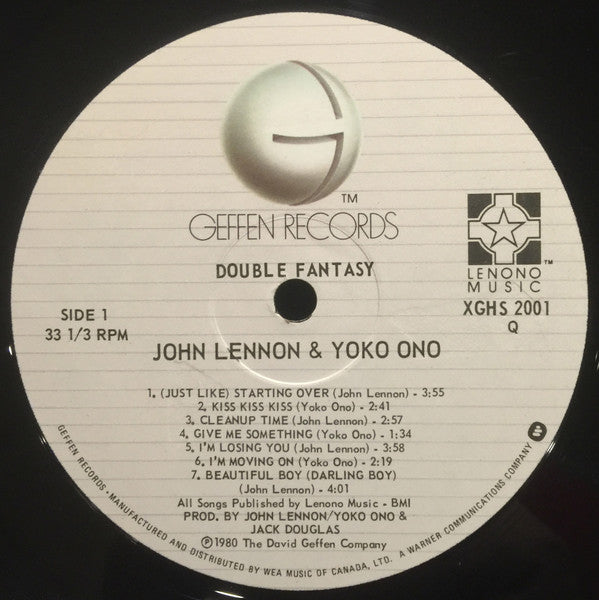 G
TM
GEFFEN RECORDS
DOUBLE FANTASY
LENONO™
MUSIC
SIDE 1
33 1/3 RPM
XGHS 2001
Q
JOHN LENNON & YOKO ONO
1. (JUST LIKE) STARTING OVER (John Lennon) - 3:55
2. KISS KISS KISS (Yoko Ono) - 2:41
3. CLEANUP TIME (John Lennon) - 2:57
4. GIVE ME SOMETHING (Yoko Ono) - 1:34
5. I'M LOSING YOU (John Lennon) - 3:58
6. I'M MOVING ON (Yoko Ono) - 2:19
7. BEAUTIFUL BOY (DARLING BOY)
(John Lennon) - 4:01
All Songs Published by Lenono Music - BMI
PROD. BY JOHN LENNON/YOKO ONO &
JACK DOUGLAS
℗1980 The David Geffen Company
GEFFEN RECORDS • MANUFACTURED AND DISTRIBUTED BY WEA MUSIC OF CANADA, LTD. A WARNER COMMUNICATIONS COMPANY